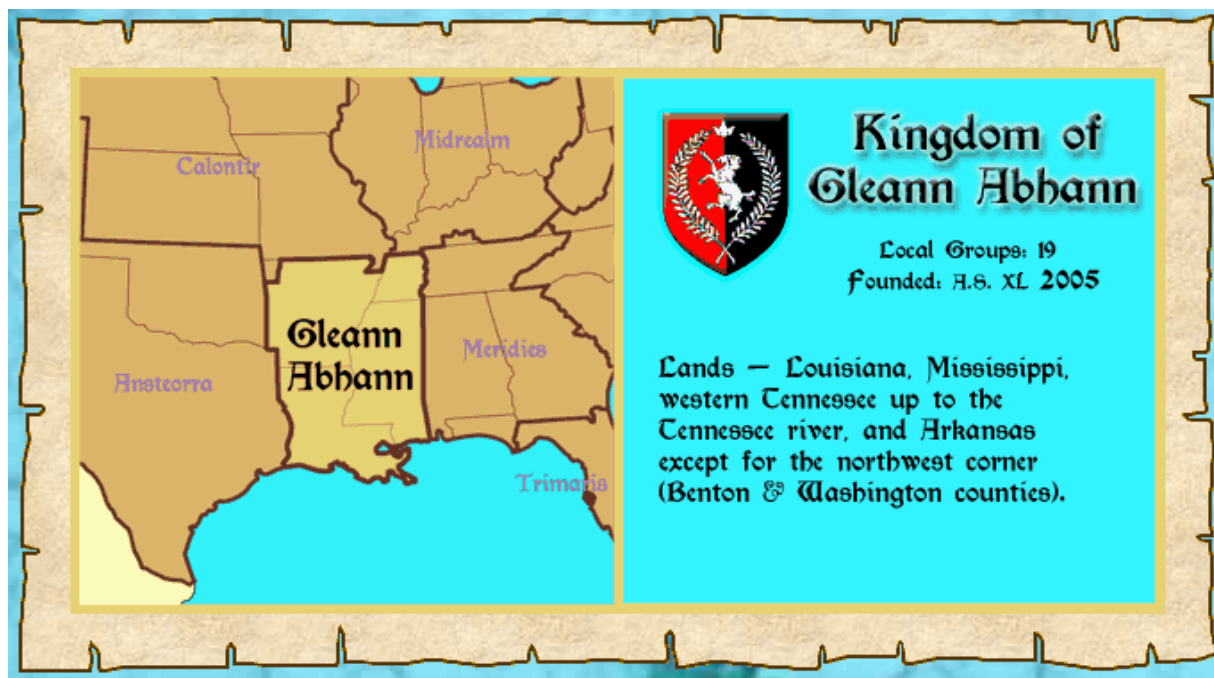 Midrealm
Calontir
Gleann
Abhann
Meridies
Ansteorra
Trimaris
Kingdom of
Gleann Abhann
Local Groups: 19
Founded: A.S. XL 2005
Lands — Louisiana, Mississippi,
western Tennessee up to the
Tennessee river, and Arkansas
except for the northwest corner
(Benton & Washington counties).